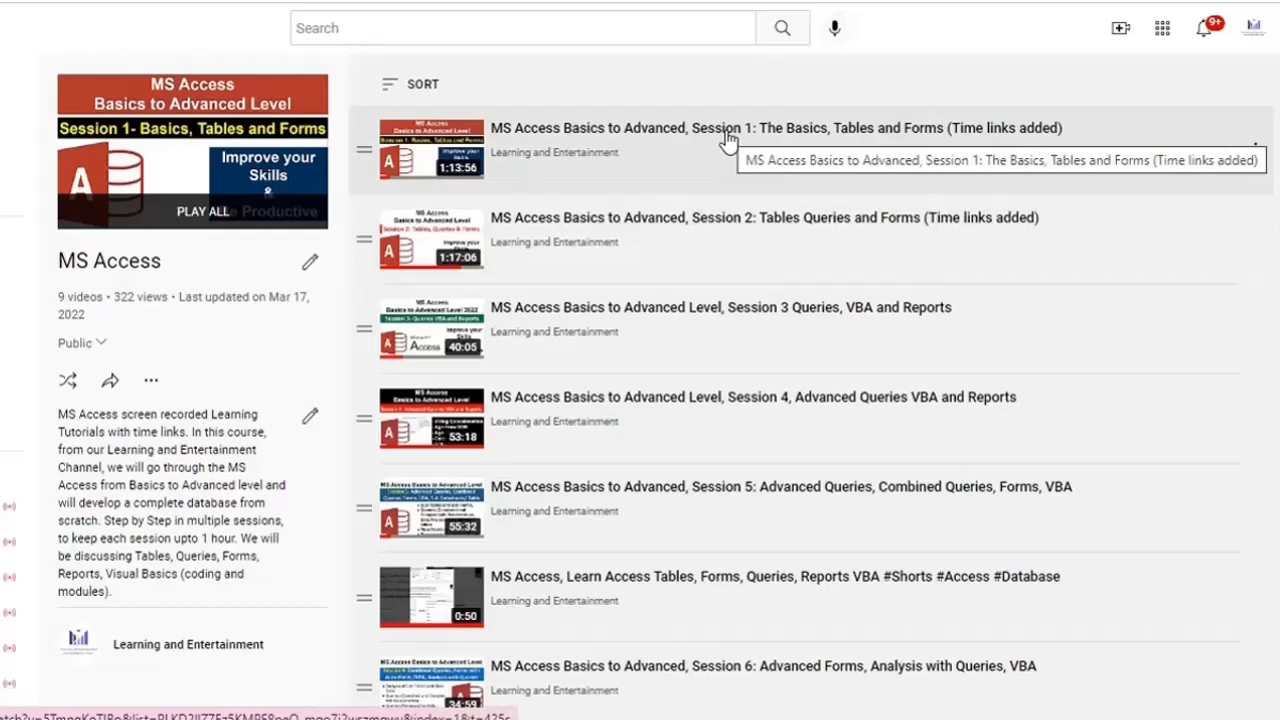 Search
9+
MS Access
Basics to Advanced Level
Session 1- Basics, Tables and Forms
Improve your
Skills
&
Productive
PLAY ALL
MS Access
9 videos • 322 views • Last updated on Mar 17,
2022
Public
MS Access screen recorded Learning
Tutorials with time links. In this course,
from our Learning and Entertainment
Channel, we will go through the MS
Access from Basics to Advanced level and
will develop a complete database from
scratch. Step by Step in multiple sessions,
to keep each session upto 1 hour. We will
be discussing Tables, Queries, Forms,
Reports, Visual Basics (coding and
modules).
Learning and Entertainment
SORT
MS Access Basics to Advanced, Session 1: The Basics, Tables and Forms (Time links added)
Learning and Entertainment
MS Access Basics to Advanced, Session 1: The Basics, Tables and Forms (Time links added)
1:13:56
MS Access Basics to Advanced, Session 2: Tables Queries and Forms (Time links added)
Learning and Entertainment
1:17:06
MS Access Basics to Advanced Level, Session 3 Queries, VBA and Reports
Learning and Entertainment
40:05
MS Access Basics to Advanced Level, Session 4, Advanced Queries VBA and Reports
Learning and Entertainment
53:18
MS Access Basics to Advanced, Session 5: Advanced Queries, Combined Queries, Forms, VBA
Learning and Entertainment
55:32
MS Access, Learn Access Tables, Forms, Queries, Reports VBA #Shorts #Access #Database
Learning and Entertainment
0:50
MS Access Basics to Advanced, Session 6: Advanced Forms, Analysis with Queries, VBA
Learning and Entertainment
34:59